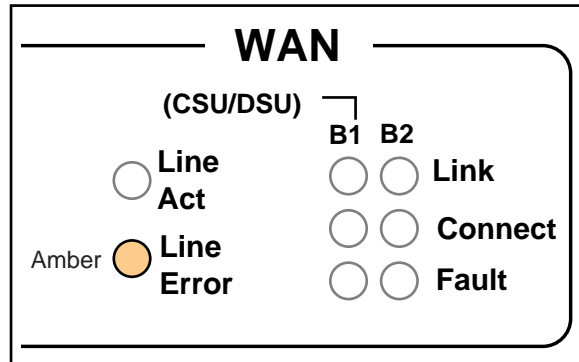 WAN
(CSU/DSU)
B1 B2
Line
Act
Link
Connect
Amber
Line
Error
Fault